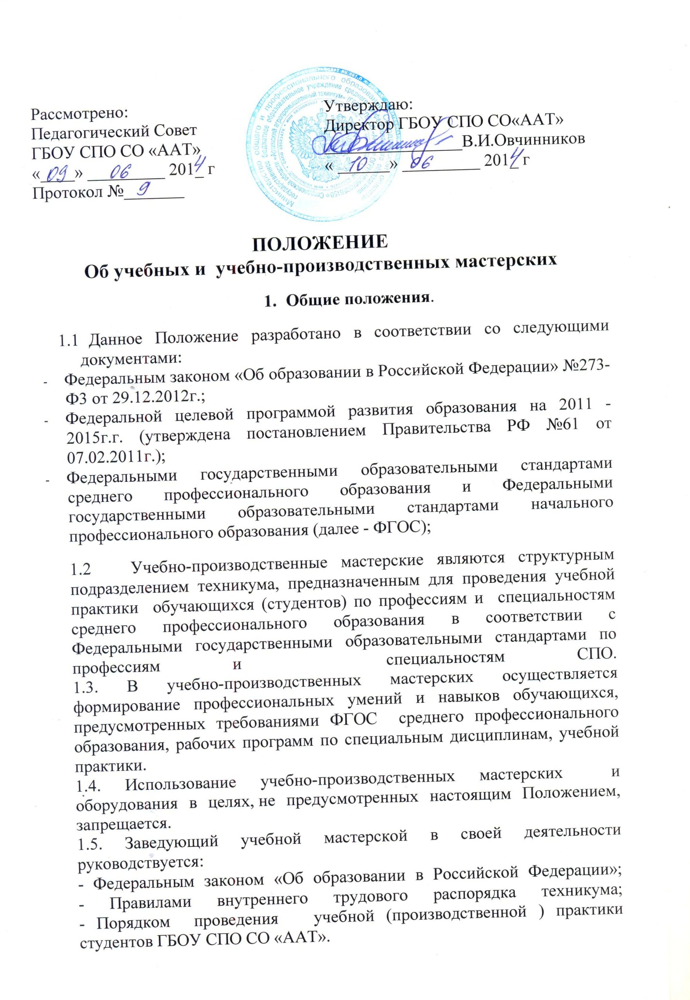 Рассмотрено:
Педагогический Совет
ГБОУ СПО СО «ААТ»
«09» 06 2014 г
Протокол № 9
Утверждаю:
Директор ГБОУ СПО СО«ААТ»
В.И.Овчинников
«10» 06 2014 г
ПОЛОЖЕНИЕ
Об учебных и учебно-производственных мастерских
1. Общие положения.
1.1 Данное Положение разработано в соответствии со следующими
документами:
- Федеральным законом «Об образовании в Российской Федерации» №273-
ФЗ от 29.12.2012г.;
- Федеральной целевой программой развития образования на 2011 -
2015г.г. (утверждена постановлением Правительства РФ №61 от
07.02.2011г.);
- Федеральными государственными образовательными стандартами
среднего профессионального образования и Федеральными
государственными образовательными стандартами начального
профессионального образования (далее - ФГОС);
1.2 Учебно-производственные мастерские являются структурным
подразделением техникума, предназначенным для проведения учебной
практики обучающихся (студентов) по профессиям и специальностям
среднего профессионального образования в соответствии с
Федеральными государственными образовательными стандартами по
профессиям и специальностям СПО.
1.3. В учебно-производственных мастерских осуществляется
формирование профессиональных умений и навыков обучающихся,
предусмотренных требованиями ФГОС среднего профессионального
образования, рабочих программ по специальным дисциплинам, учебной
практики.
1.4. Использование учебно-производственных мастерских и
оборудования в целях, не предусмотренных настоящим Положением,
запрещается.
1.5. Заведующий учебной мастерской в своей деятельности
руководствуется:
- Федеральным законом «Об образовании в Российской Федерации»;
- Правилами внутреннего трудового распорядка техникума;
- Порядком проведения учебной (производственной ) практики
студентов ГБОУ СПО СО «ААТ».